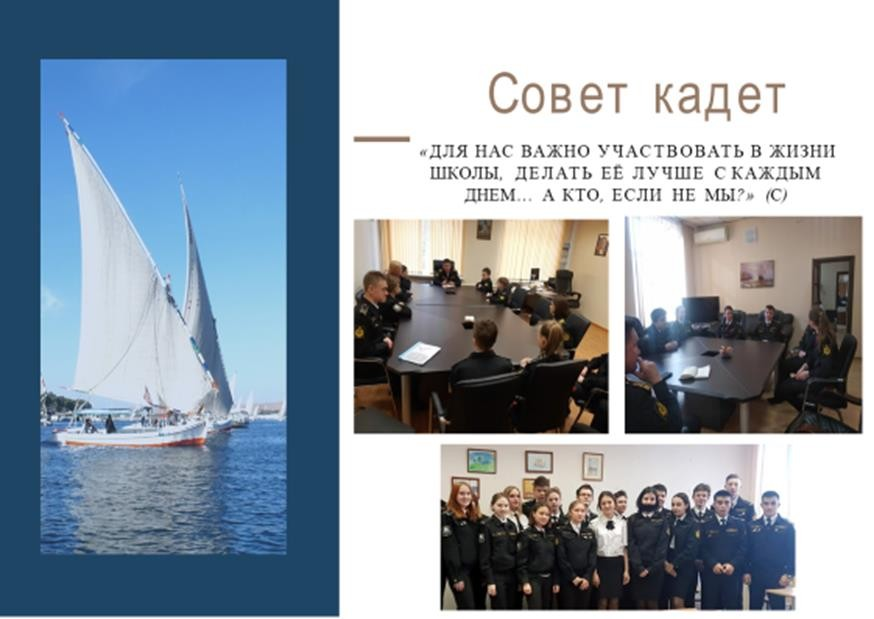 Совет кадет
«ДЛЯ НАС ВАЖНО УЧАСТВОВАТЬ В ЖИЗНИ
ШКОЛЫ, ДЕЛАТЬ ЕЁ ЛУЧШЕ С КАЖДЫМ
ДНЕМ... А КТО, ЕСЛИ НЕ МЫ?» (С)